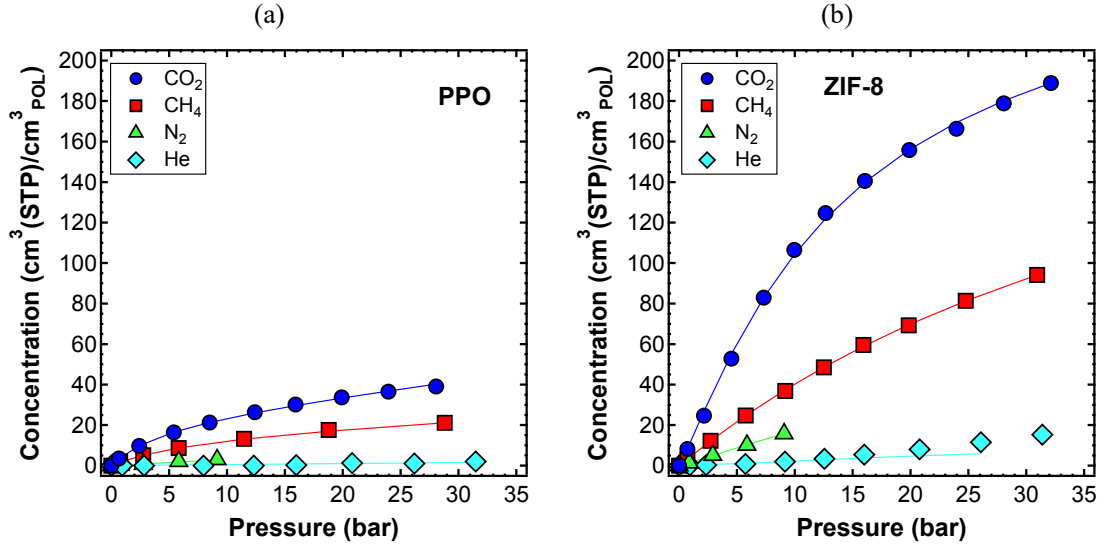 (a)
Concentration (cm³ (STP)/cm³POL)
200
180
160
140
120
100
80
60
40
20
0
CO₂
CH₄
N₂
He
PPO
0 5 10 15 20 25 30 35
Pressure (bar)
(b)
Concentration (cm³ (STP)/cm³POL)
200
180
160
140
120
100
80
60
40
20
0
CO₂
CH₄
N₂
He
ZIF-8
0 5 10 15 20 25 30 35
Pressure (bar)